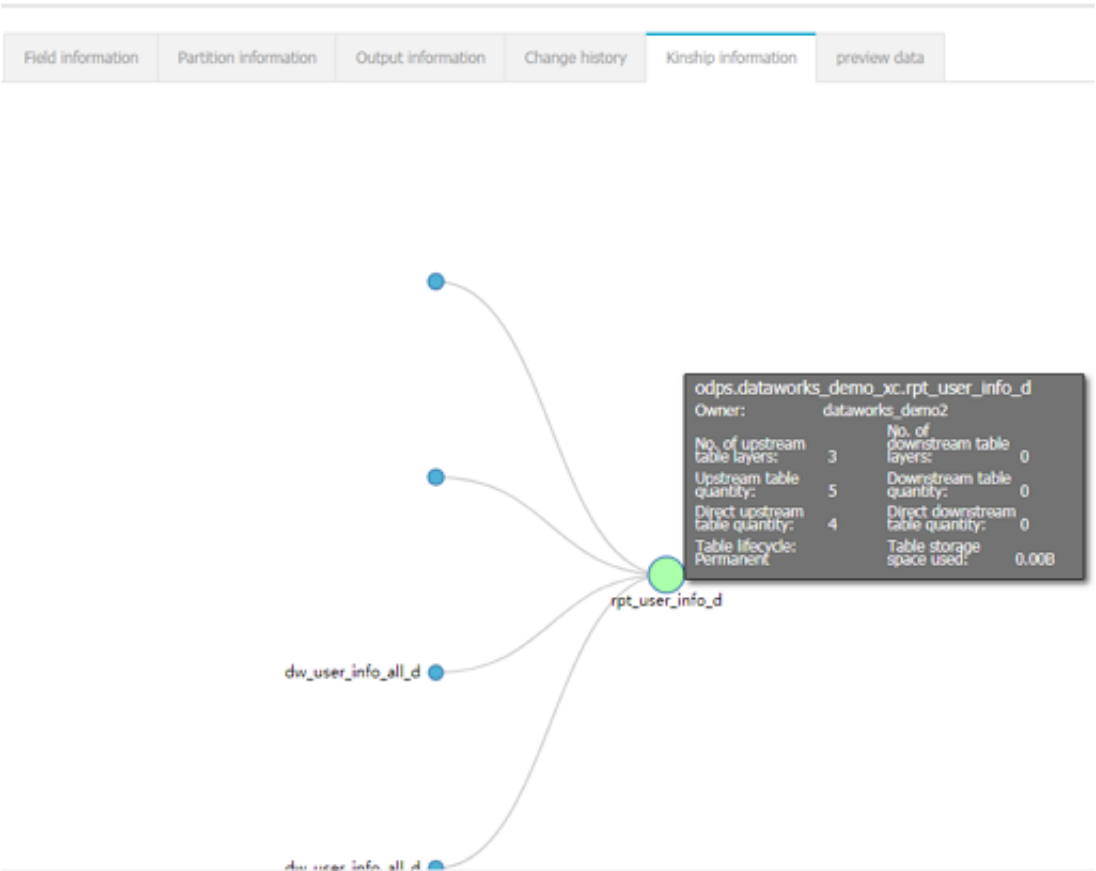 Field information Partition information Output information Change history Kinship information preview data
odps.dataworks_demo_xc.rpt_user_info_d
Owner: dataworks_demo2
No. of upstream table layers: 3
No. of downstream table layers: 0
Upstream table quantity: 5
Downstream table quantity: 0
Direct upstream table quantity: 4
Direct downstream table quantity: 0
Table lifecycle: Permanent
Table storage space used: 0.00B
rpt_user_info_d
dw_user_info_all_d
dw_user_info_all_d